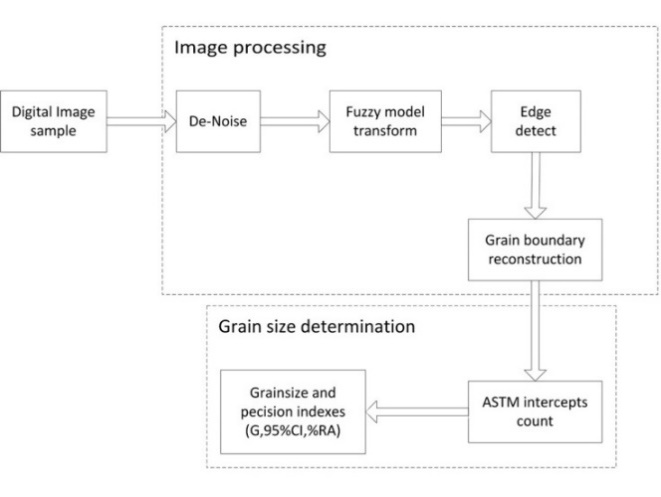 Image processing
Digital Image
sample
De-Noise
Fuzzy model
transform
Edge
detect
Grain boundary
reconstruction
Grain size determination
ASTM intercepts
count
Grainsize and
pecision indexes
(G,95%CI,%RA)